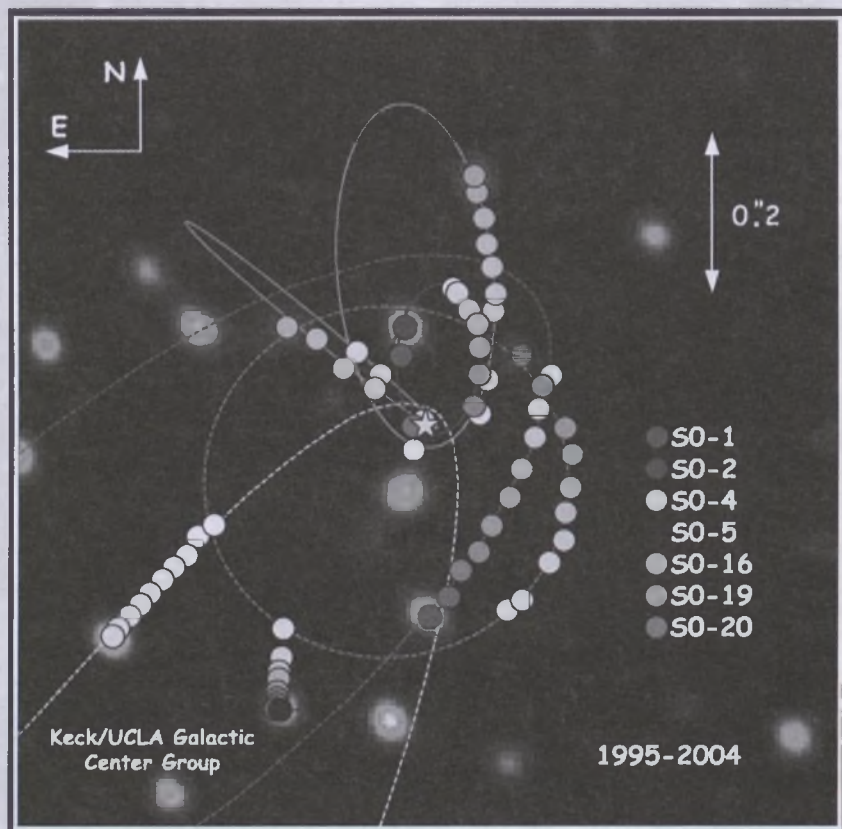 N
E
0."2
S0-1
S0-2
S0-4
S0-5
S0-16
S0-19
S0-20
Keck/UCLA Galactic
Center Group
1995-2004